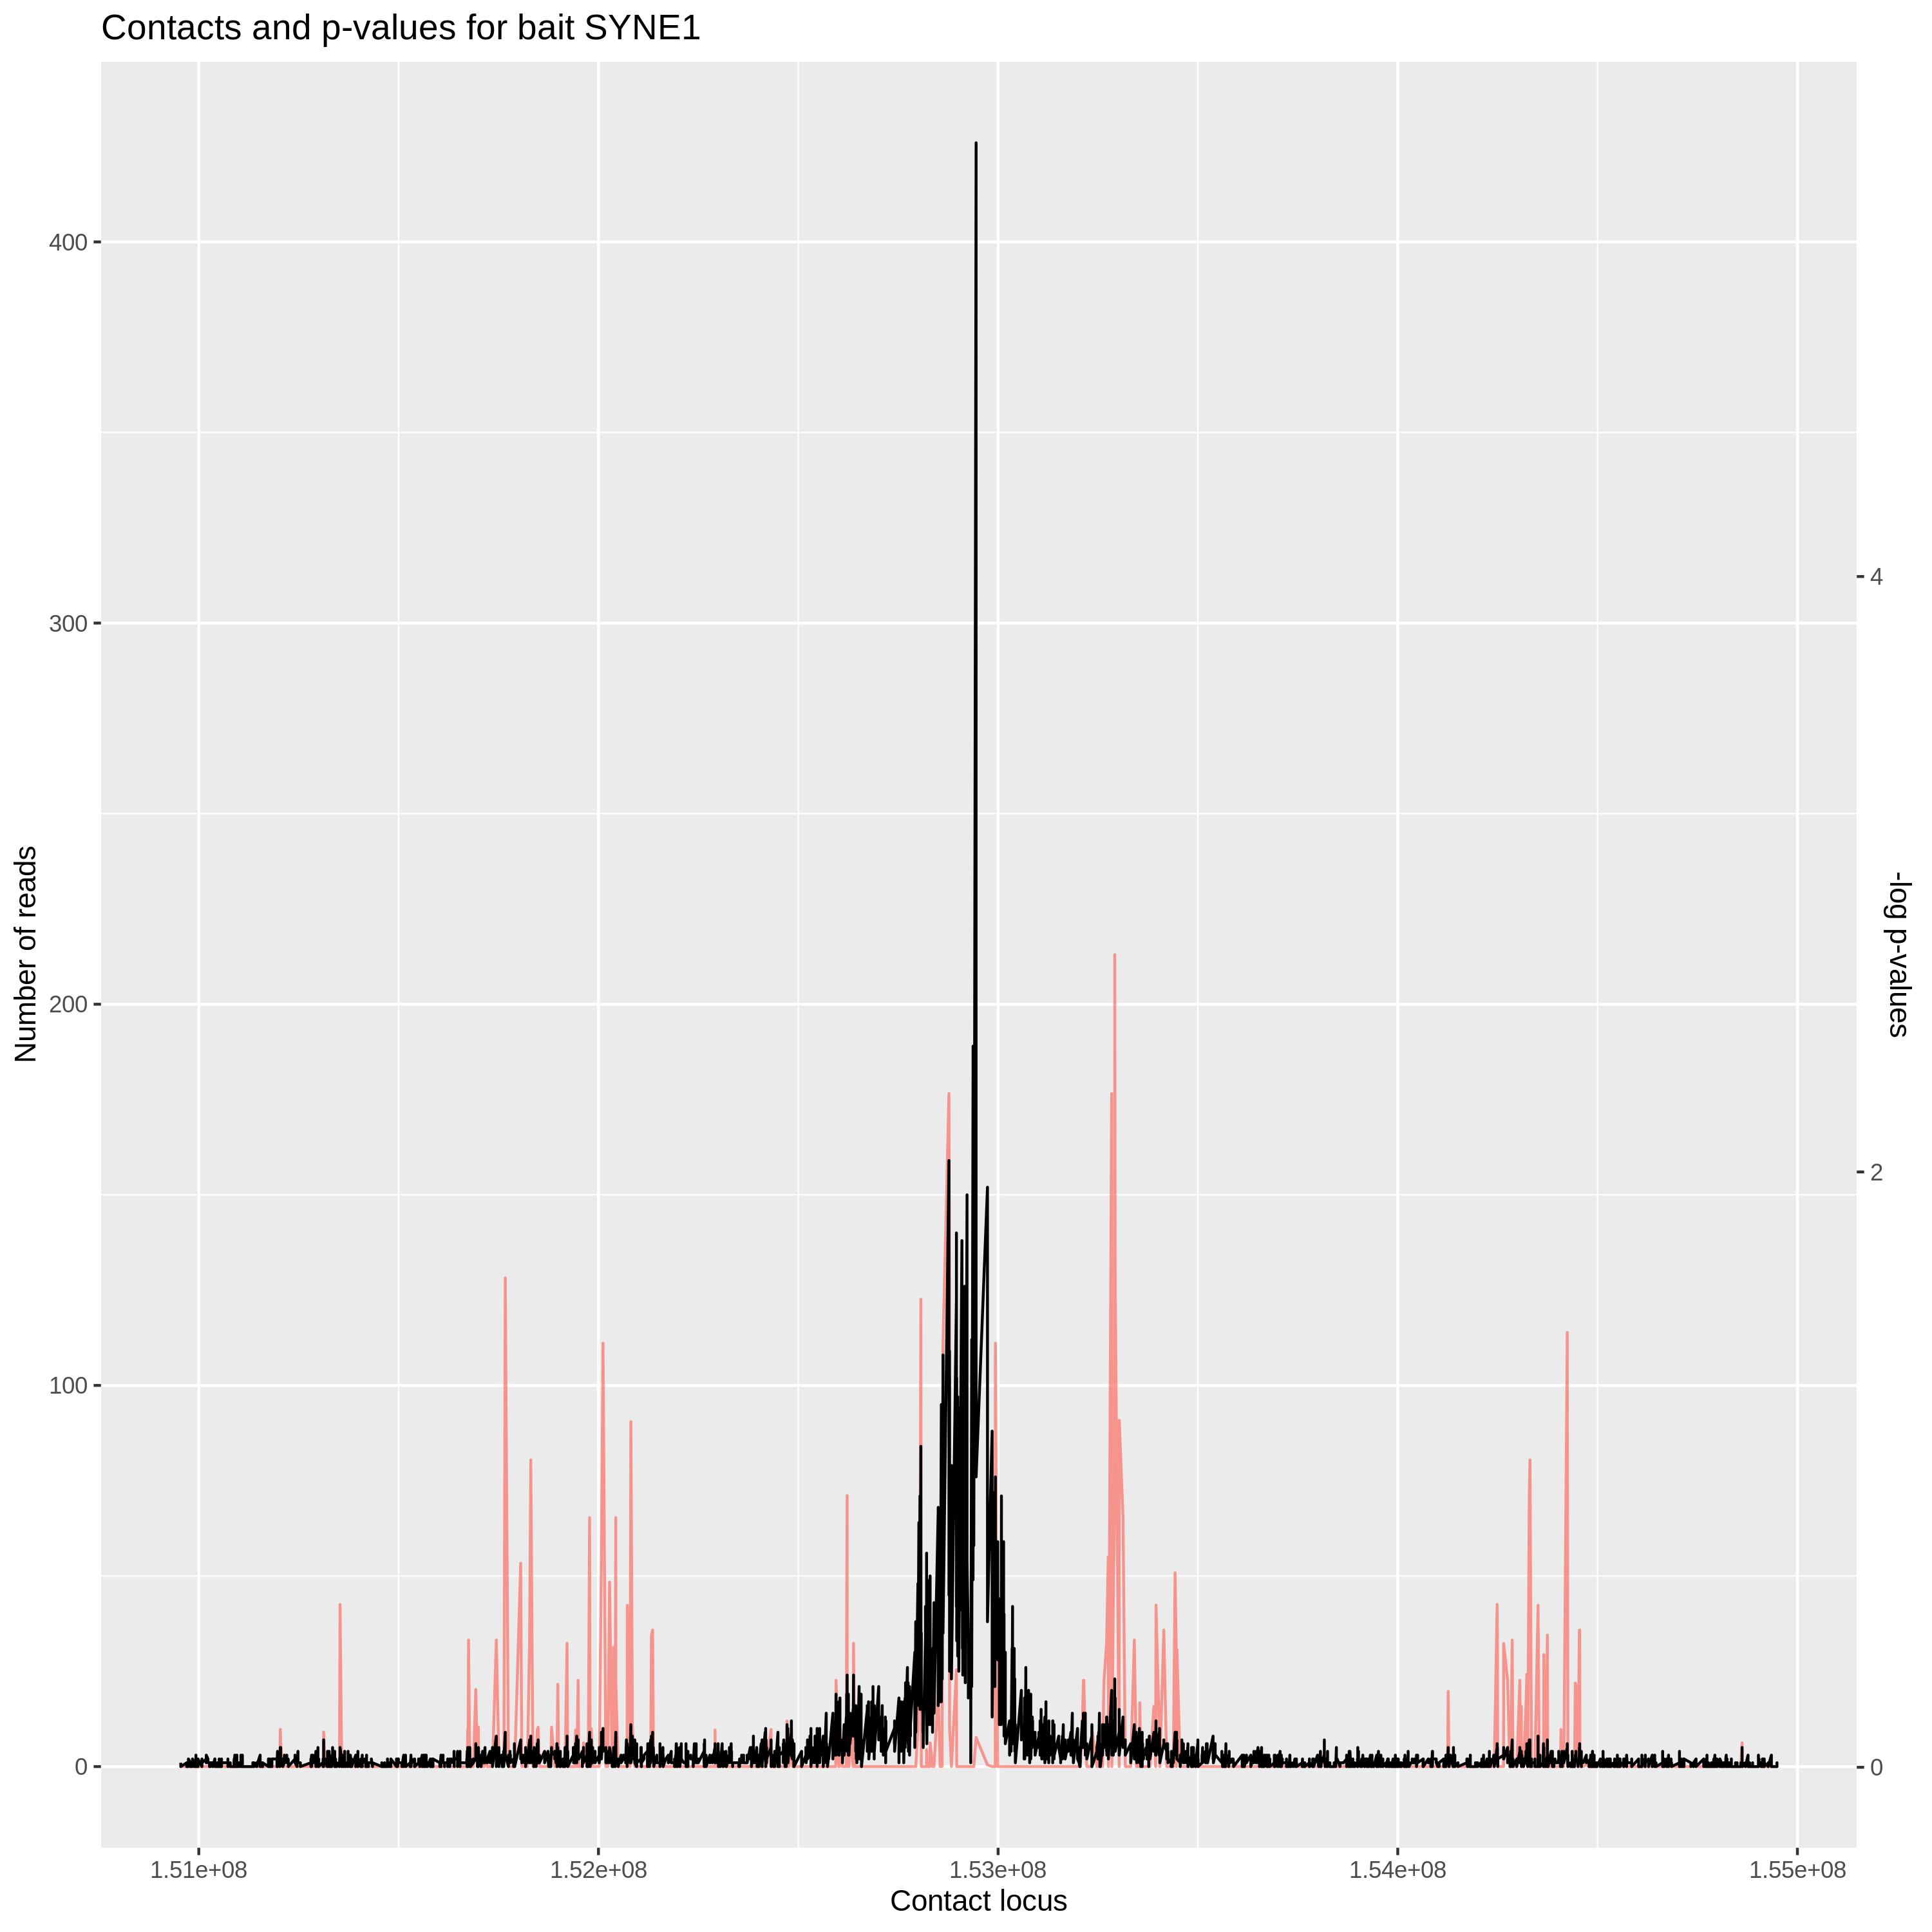 Contacts and p-values for bait SYNE1
400
300
200
100
0
Number of reads
4
2
0
-log p-values
1.51e+08 1.52e+08 1.53e+08 1.54e+08 1.55e+08
Contact locus